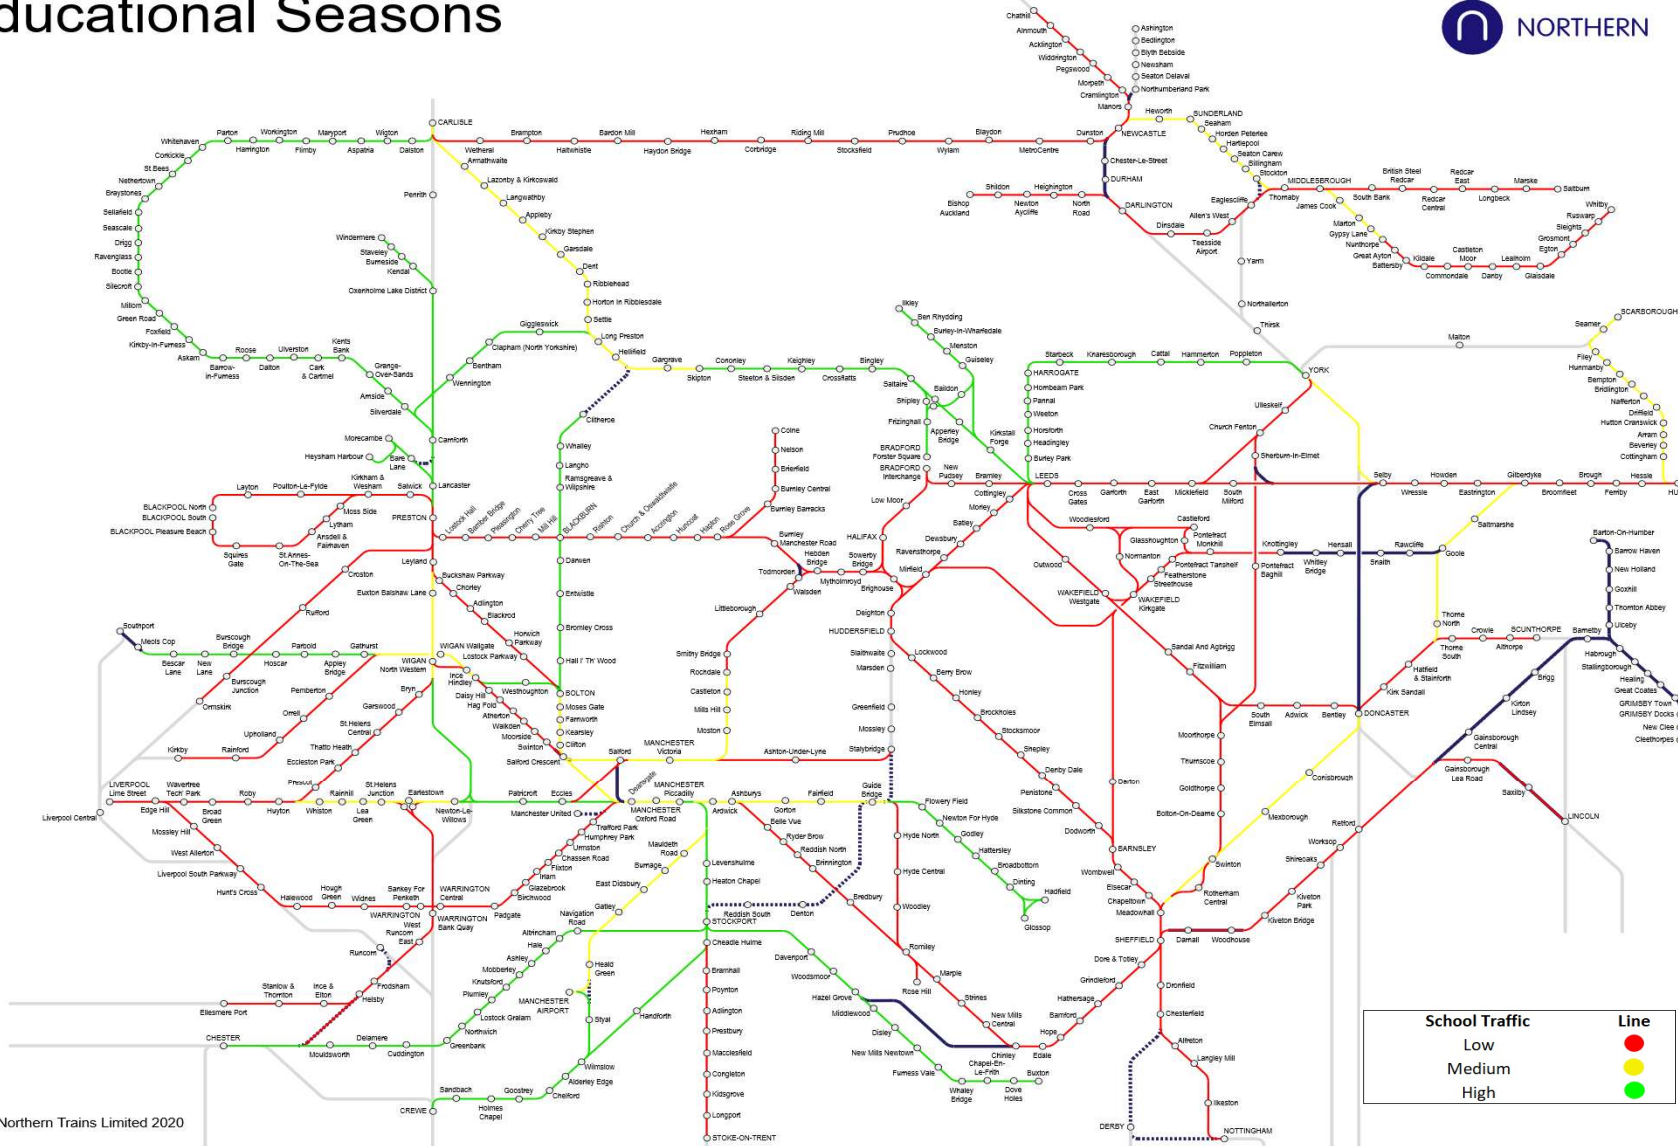 ducational Seasons
NORTHERN
Chathill
Alnmouth
Acklington
Widdrington
Pegswood
Morpeth
Cramlington
Manors
Ashington
Bedlington
Blyth Bebside
Newsham
Seaton Delaval
Northumberland Park
Heworth
SUNDERLAND
Seaham
Horden Peterlee
Hartlepool
Seaton Carew
Billingham
Stockton
NEWCASTLE
Chester-Le-Street
DURHAM
DARLINGTON
CARLISLE
Whitehaven
Parton
Harrington
Workington
Flimby
Maryport
Aspatria
Wigton
Dalston
Wetheral
Brampton
Haltwhistle
Bardon Mill
Haydon Bridge
Hexham
Corbridge
Riding Mill
Stocksfield
Prudhoe
Wylam
Blaydon
MetroCentre
Dunston
Corkickle
St.Bees
Nethertown
Braystones
Sellafield
Seascale
Drigg
Ravenglass
Bootle
Silecroft
Millom
Green Road
Foxfield
Kirkby-in-Furness
Askam
Barrow-
in-Furness
Roose
Dalton
Ulverston
Cark
& Cartmel
Kents
Bank
Grange-
Over-Sands
Arnside
Silverdale
Armathwaite
Lazonby & Kirkoswald
Langwathby
Appleby
Kirkby Stephen
Garsdale
Dent
Ribblehead
Horton in Ribblesdale
Settle
Long Preston
Hellifield
Penrith
Windermere
Staveley
Burneside
Kendal
Oxenholme Lake District
Giggleswick
Clapham (North Yorkshire)
Bentham
Wennington
Bishop
Auckland
Shildon
Newton
Aycliffe
Heighington
North
Road
Dinsdale
Teesside
Airport
Allen's West
Eaglescliffe
Thornaby
MIDDLESBROUGH
James Cook
South Bank
British Steel
Redcar
Redcar
Central
Redcar
East
Longbeck
Marske
Saltburn
Marton
Gypsy Lane
Nunthorpe
Great Ayton
Battersby
Kildale
Commondale
Castleton
Moor
Danby
Lealholm
Glaisdale
Egton
Grosmont
Sleights
Ruswarp
Whitby
Yarm
Northallerton
Thirsk
Malton
SCARBOROUGH
Seamer
Filey
Hunmanby
Bempton
Bridlington
Nafferton
Driffield
Hutton Cranswick
Arram
Beverley
Cottingham
Gargrave
Skipton
Cononley
Steeton & Silsden
Keighley
Crossflatts
Bingley
Saltaire
Shipley
Frizinghall
BRADFORD
Forster Square
BRADFORD
Interchange
Ilkley
Ben Rhydding
Burley-In-Wharfedale
Menston
Guiseley
Baildon
Apperley
Bridge
Kirkstall
Forge
Starbeck
Knaresborough
Cattal
Hammerton
Poppleton
YORK
HARROGATE
Hornbeam Park
Pannal
Weeton
Horsforth
Headingley
Burley Park
LEEDS
Ulleskelf
Church Fenton
Sherburn-In-Elmet
Clitheroe
Whalley
Langho
Ramsgreave &
Wilpshire
BLACKBURN
Darwen
Entwistle
Bromley Cross
Hall i' Th' Wood
BOLTON
Moses Gate
Farnworth
Kearsley
Clifton
Morecambe
Heysham Harbour
Bare
Lane
Carnforth
Lancaster
PRESTON
Leyland
Euxton Balshaw Lane
Layton
Poulton-Le-Fylde
Kirkham &
Wesham
Salwick
BLACKPOOL North
BLACKPOOL South
BLACKPOOL Pleasure Beach
Squires
Gate
St.Annes-
On-The-Sea
Ansdell &
Fairhaven
Lytham
Moss Side
Lostock Hall
Bamber Bridge
Pleasington
Cherry Tree
Mill Hill
Rishton
Church & Oswaldtwistle
Accrington
Huncoat
Hapton
Rose Grove
Colne
Nelson
Brierfield
Burnley Central
Burnley Barracks
Burnley
Manchester Road
Hebden
Bridge
Todmorden
Walsden
Mytholmroyd
Sowerby
Bridge
HALIFAX
Low Moor
Brighouse
New
Pudsey
Bramley
Cottingley
Morley
Batley
Dewsbury
Ravensthorpe
Mirfield
Deighton
HUDDERSFIELD
Slaithwaite
Marsden
Greenfield
Mossley
Stalybridge
Cross
Gates
Garforth
East
Garforth
Micklefield
South
Milford
Selby
Wressle
Howden
Eastrington
Gilberdyke
Broomfleet
Brough
Ferriby
Hessle
HU
Woodlesford
Castleford
Glasshoughton
Pontefract
Monkhill
Normanton
Pontefract Tanshelf
Featherstone
Streethouse
Outwood
WAKEFIELD
Westgate
WAKEFIELD
Kirkgate
Knottingley
Pontefract
Baghill
Whitley
Bridge
Hensall
Snaith
Rawcliffe
Goole
Saltmarshe
Thorne
North
Thorne
South
Crowle
Althorpe
SCUNTHORPE
Barnetby
Barton-On-Humber
Barrow Haven
New Holland
Goxhill
Thornton Abbey
Ulceby
Habrough
Stallingborough
Healing
Great Coates
GRIMSBY Town
GRIMSBY Docks
New Clee
Cleethorpes
Hatfield
& Stainforth
Kirk Sandall
DONCASTER
Brigg
Kirton
Lindsey
Gainsborough
Central
Gainsborough
Lea Road
Saxilby
LINCOLN
Sandal And Agbrigg
Fitzwilliam
South
Elmsall
Adwick
Bentley
Moorthorpe
Thurnscoe
Goldthorpe
Bolton-On-Dearne
Swinton
Mexborough
Conisbrough
Rotherham
Central
Darton
BARNSLEY
Wombwell
Elsecar
Chapeltown
Meadowhall
SHEFFIELD
Darnall
Woodhouse
Kiveton Bridge
Kiveton
Park
Shireoaks
Worksop
Retford
Lockwood
Berry Brow
Honley
Brockholes
Stocksmoor
Shepley
Denby Dale
Penistone
Silkstone Common
Dodworth
Littleborough
Smithy Bridge
Rochdale
Castleton
Mills Hill
Moston
Croston
Rufford
Burscough
Junction
Ormskirk
Buckshaw Parkway
Chorley
Adlington
Blackrod
Horwich
Parkway
Lostock Parkway
Southport
Meols Cop
Bescar
Lane
New
Lane
Burscough
Bridge
Hoscar
Parbold
Appley
Bridge
Gathurst
WIGAN Wallgate
WIGAN
North Western
Ince
Hindley
Westhoughton
Daisy Hill
Hag Fold
Atherton
Walkden
Moorside
Swinton
Salford Crescent
Salford
MANCHESTER
Victoria
Ashton-Under-Lyne
Pemberton
Orrell
Upholland
Rainford
Kirkby
Bryn
Garswood
St.Helens
Central
Thatto Heath
Eccleston Park
Prescot
LIVERPOOL
Lime Street
Edge Hill
Wavertree
Tech' Park
Broad
Green
Roby
Huyton
Whiston
Rainhill
Lea
Green
St.Helens
Junction
Earlestown
Newton-Le-
Willows
Patricroft
Eccles
Manchester United
Deansgate
MANCHESTER
Oxford Road
MANCHESTER
Piccadilly
Ardwick
Ashburys
Gorton
Fairfield
Guide
Bridge
Flowery Field
Newton For Hyde
Godley
Hattersley
Broadbottom
Dinting
Hadfield
Glossop
Liverpool Central
Mossley Hill
West Allerton
Liverpool South Parkway
Hunt's Cross
Halewood
Hough
Green
Widnes
Sankey For
Penketh
WARRINGTON
Central
WARRINGTON
West
WARRINGTON
Bank Quay
Padgate
Birchwood
Glazebrook
Irlam
Flixton
Chassen Road
Urmston
Humphrey Park
Trafford Park
Belle Vue
Ryder Brow
Reddish North
Brinnington
Bredbury
Hyde North
Hyde Central
Woodley
Romiley
Rose Hill
Marple
Strines
New Mills
Central
Chinley
Edale
Hope
Bamford
Hathersage
Grindleford
Dore & Totley
Mauldeth
Road
Burnage
East Didsbury
Gatley
Heald
Green
MANCHESTER
AIRPORT
Styal
Wilmslow
Alderley Edge
Chelford
Goostrey
Holmes
Chapel
Sandbach
CREWE
Handforth
Levenshulme
Heaton Chapel
Reddish South
Denton
STOCKPORT
Cheadle Hulme
Bramhall
Poynton
Adlington
Prestbury
Macclesfield
Congleton
Kidsgrove
Longport
STOKE-ON-TRENT
Davenport
Woodsmoor
Hazel Grove
Middlewood
Disley
New Mills Newtown
Furness Vale
Whaley
Bridge
Chapel-En-
Le-Frith
Dove
Holes
Buxton
Navigation
Road
Altrincham
Hale
Ashley
Mobberley
Knutsford
Plumley
Lostock Gralam
Northwich
Greenbank
Cuddington
Delamere
Mouldsworth
CHESTER
Runcorn
East
Runcorn
Frodsham
Helsby
Ince &
Elton
Stanlow &
Thornton
Ellesmere Port
Dronfield
Chesterfield
Alfreton
Langley Mill
Ilkeston
NOTTINGHAM
DERBY
School Traffic Line
Low
Medium
High
Northern Trains Limited 2020